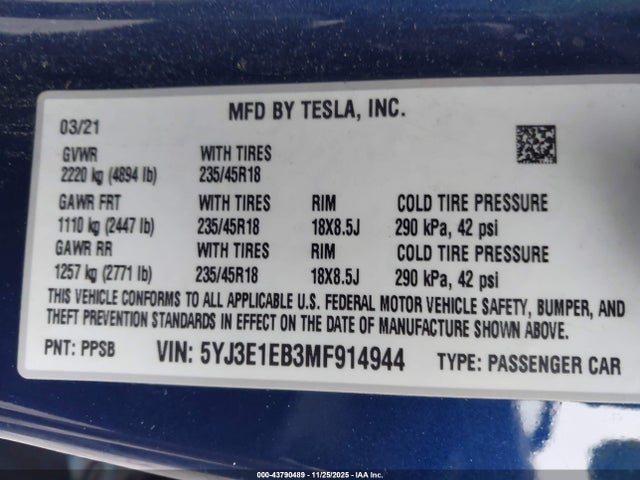 MFD BY TESLA, INC.
03/21
GVWR WITH TIRES
2220 kg (4894 lb) 235/45R18
GAWR FRT WITH TIRES RIM COLD TIRE PRESSURE
1110 kg (2447 lb) 235/45R18 18X8.5J 290 kPa, 42 psi
GAWR RR WITH TIRES RIM COLD TIRE PRESSURE
1257 kg (2771 lb) 235/45R18 18X8.5J 290 kPa, 42 psi
THIS VEHICLE CONFORMS TO ALL APPLICABLE U.S. FEDERAL MOTOR VEHICLE SAFETY, BUMPER, AND
THEFT PREVENTION STANDARDS IN EFFECT ON THE DATE OF MANUFACTURE SHOWN ABOVE.
PNT: PPSB VIN: 5YJ3E1EB3MF914944 TYPE: PASSENGER CAR
000-43790489 - 11/25/2025 - IAA, Inc.